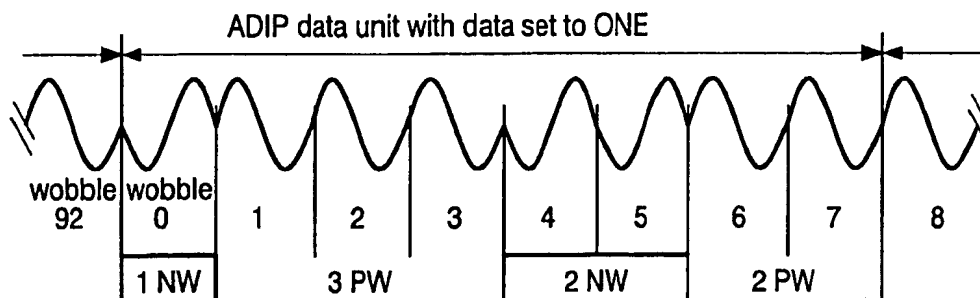 ADIP data unit with data set to ONE
wobble wobble
92 0 1 2 3 4 5 6 7 8
1 NW 3 PW 2 NW 2 PW